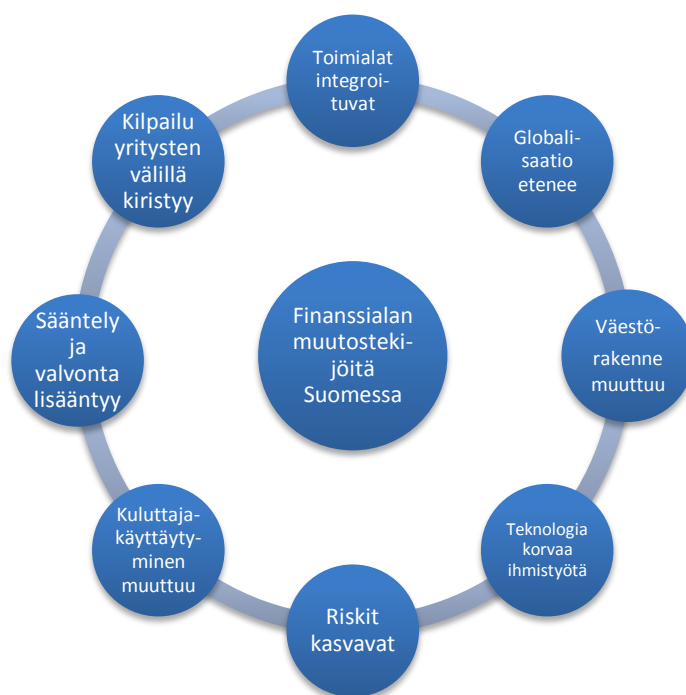 Toimialat
integroi-
tuvat
Globali-
saatio
etenee
Väestö-
rakenne
muuttuu
Teknologia
korvaa
ihmistyötä
Riskit
kasvavat
Kuluttaja-
käyttäyty-
minen
muuttuu
Sääntely
ja
valvonta
lisääntyy
Kilpailu
yritysten
välillä
kiristyy
Finanssialan
muutosteki-
jöitä
Suomessa